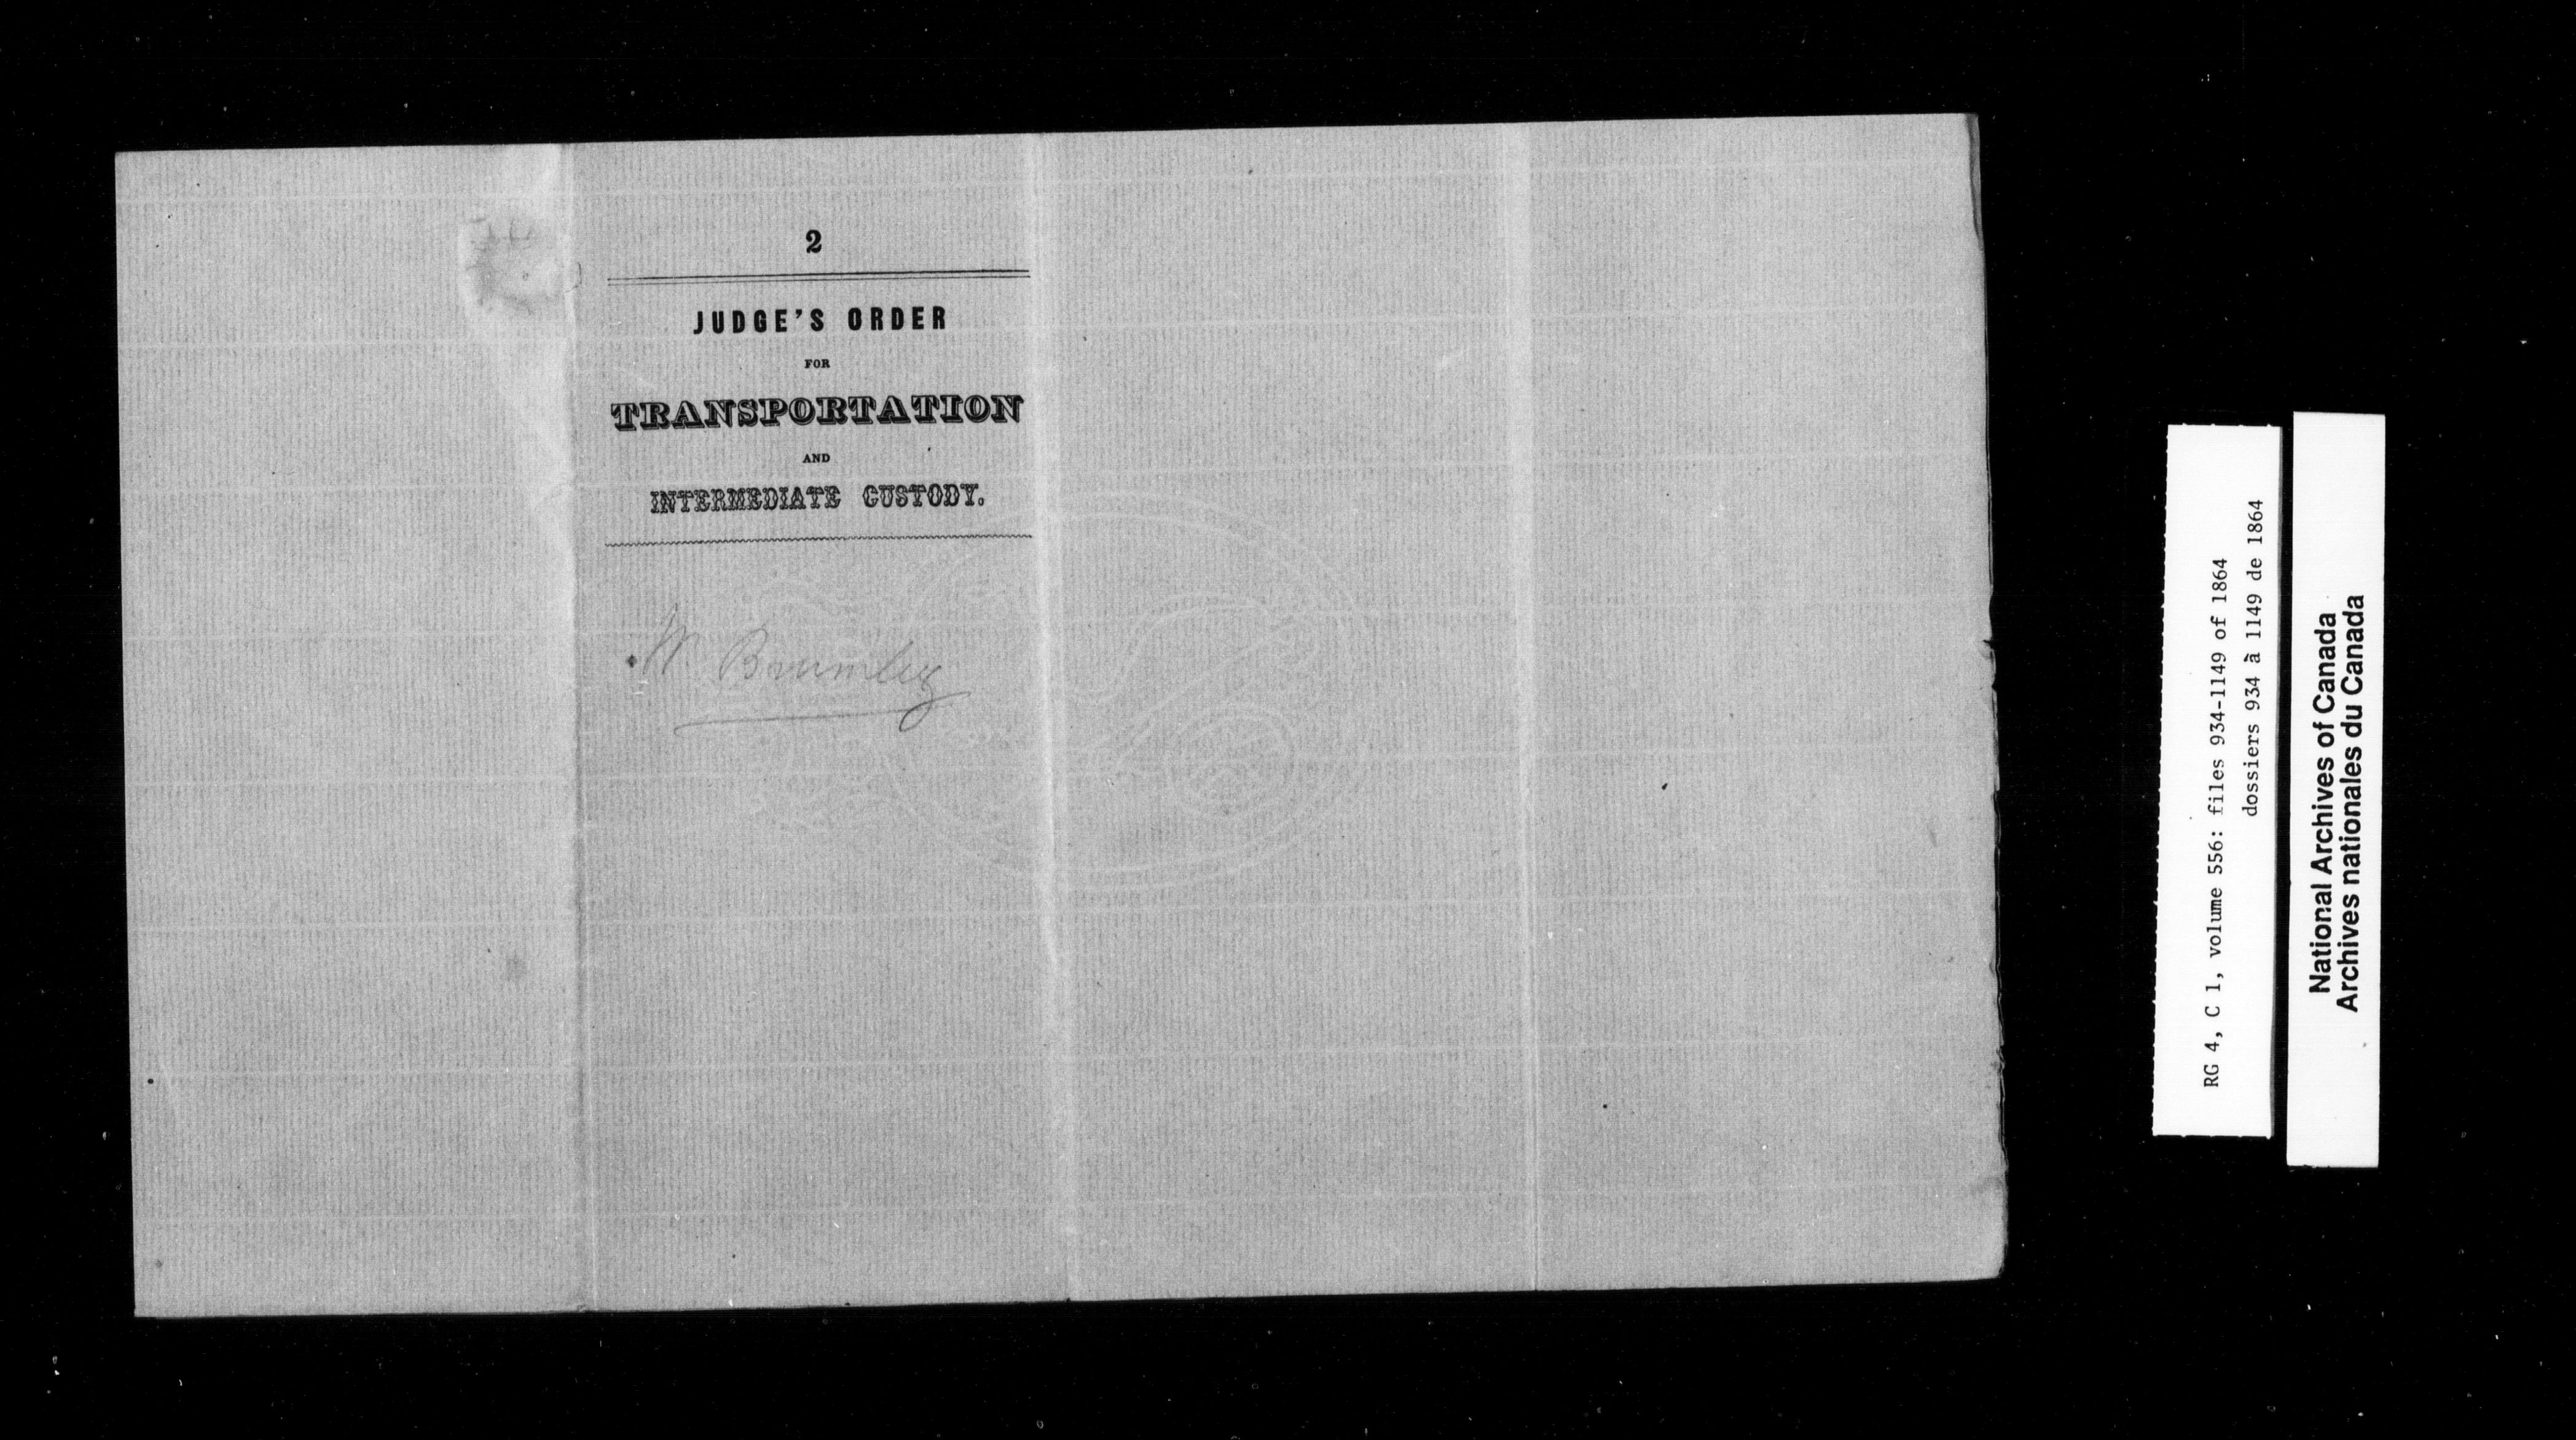 2
JUDGE'S ORDER
FOR
TRANSPORTATION
AND
INTERMEDIATE CUSTODY.
W. Brumley
RG 4, C 1, volume 556: files 934-1149 of 1864
dossiers 934 à 1149 de 1864
National Archives of Canada
Archives nationales du Canada